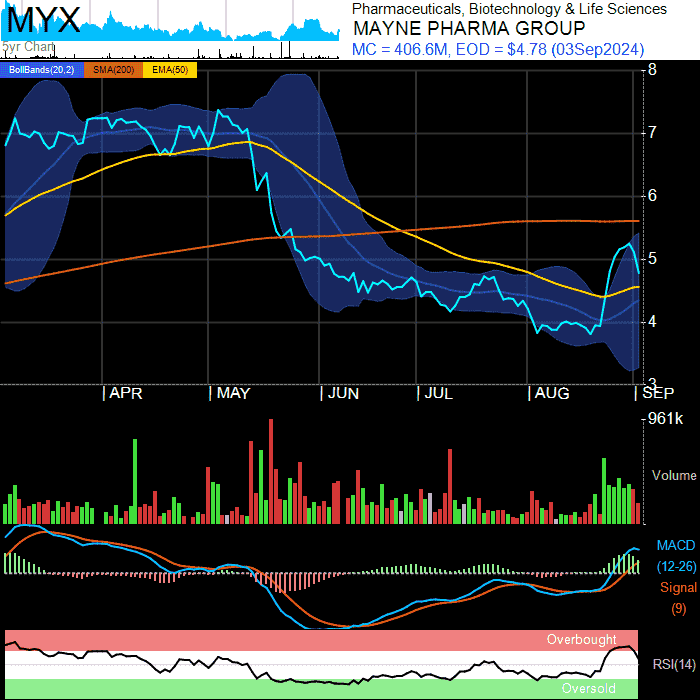 MYX
5yr Chart
Pharmaceuticals, Biotechnology & Life Sciences
MAYNE PHARMA GROUP
MC = 406.6M, EOD = $4.78 (03Sep2024)
BollBands(20,2) SMA(200) EMA(50)
8
7
6
5
4
3
APR MAY JUN JUL AUG SEP
961k
Volume
MACD
(12-26)
Signal
(9)
Overbought
RSI(14)
Oversold